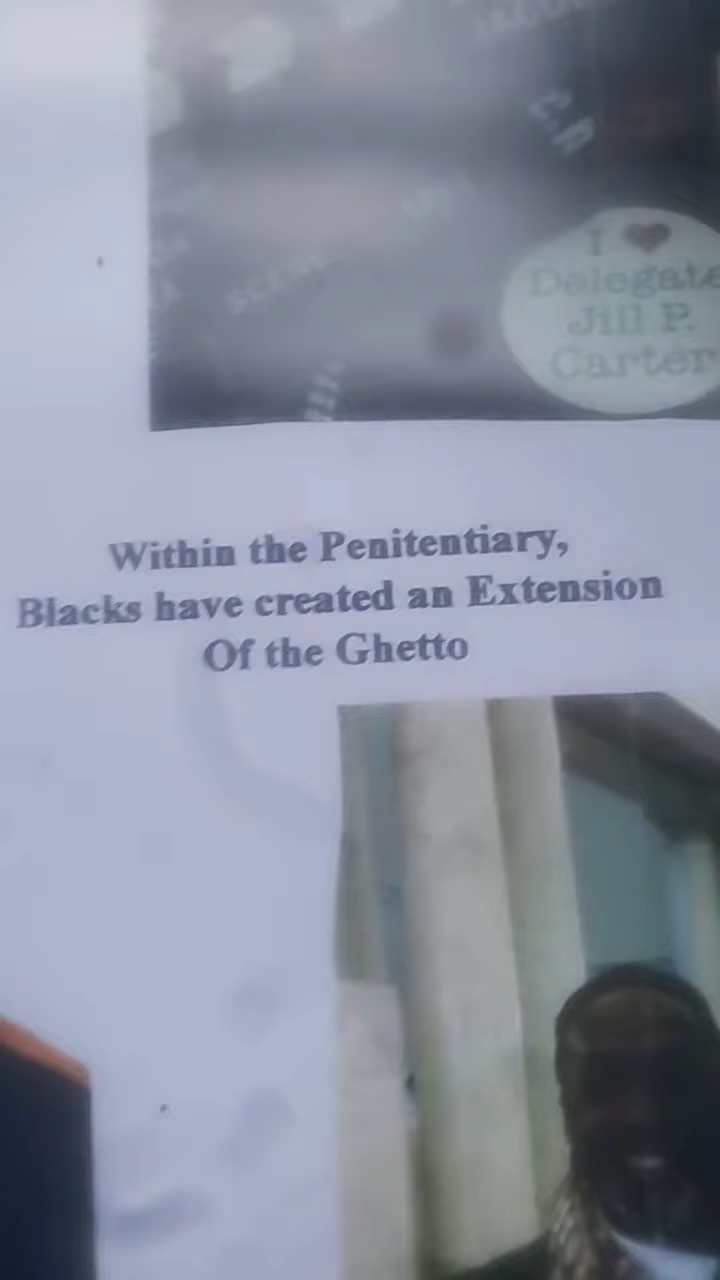 I ❤
Delegate
Jill P.
Carter
Within the Penitentiary,
Blacks have created an Extension
Of the Ghetto